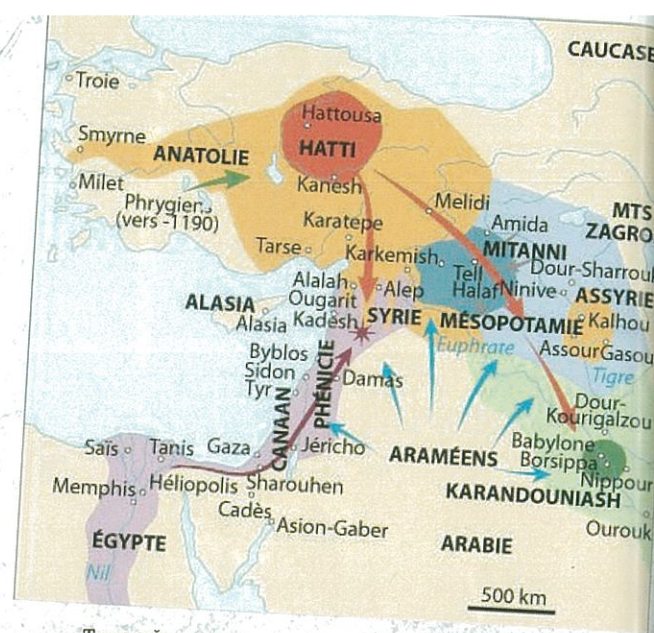 CAUCASE
Troie
Hattousa
Smyrne
HATTI
ANATOLIE
Milet
Kanesh
Phrygiens
(vers -1190)
Melidi
MTS
ZAGRO
Karatepe
Amida
Tarse
Karkemish
MITANNI
Tell
Halaf
Dour-Sharrou
Alalah
Alep
Ninive
ASSYRIE
ALASIA
Ougarit
Alasia
Kadesh
SYRIE
MÉSOPOTAMIE
Kalhou
Euphrate
Assour
Gasou
Byblos
Sidon
Tyr
PHÉNICIE
CANAAN
Damas
Tigre
Dour-
Kourigalzou
Saïs
Tanis
Gaza
Jéricho
ARAMÉENS
Babylone
Borsippa
Nippour
Memphis
Héliopolis
Sharouhen
KARANDOUNIASH
Cadès
Asion-Gaber
Ourouk
ÉGYPTE
ARABIE
Nil
500 km